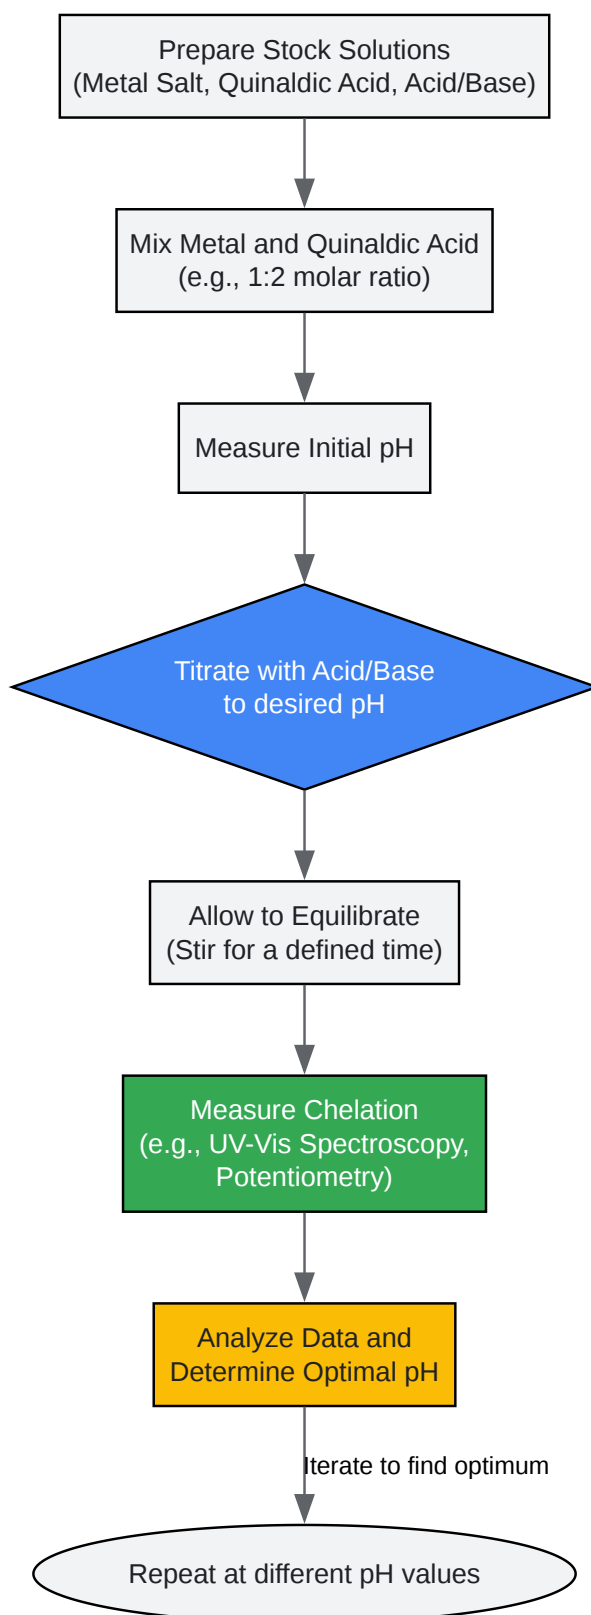 Prepare Stock Solutions
(Metal Salt, Quinaldic Acid, Acid/Base)
Mix Metal and Quinaldic Acid
(e.g., 1:2 molar ratio)
Measure Initial pH
Titrate with Acid/Base
to desired pH
Allow to Equilibrate
(Stir for a defined time)
Measure Chelation
(e.g., UV-Vis Spectroscopy,
Potentiometry)
Analyze Data and
Determine Optimal pH
Iterate to find optimum
Repeat at different pH values